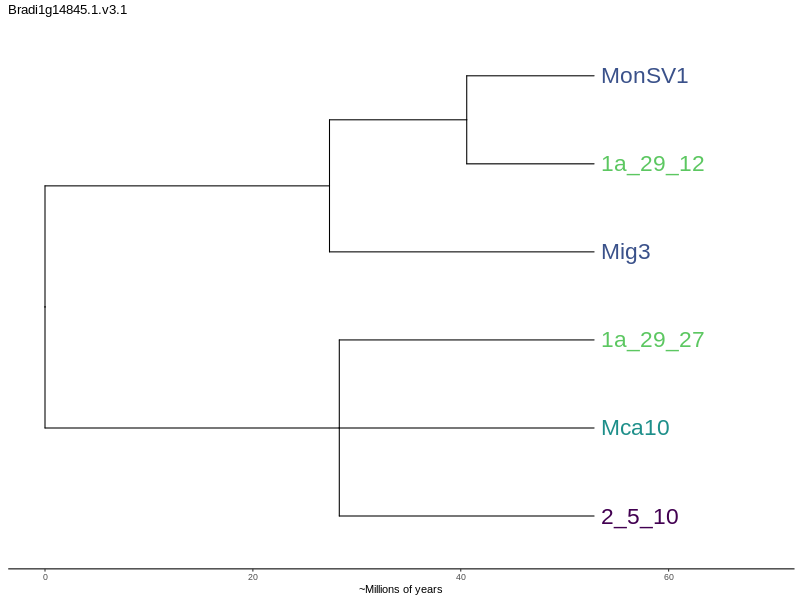 Bradi1g14845.1.v3.1
MonSV1
1a_29_12
Mig3
1a_29_27
Mca10
2_5_10
0 20 40 60
~Millions of years